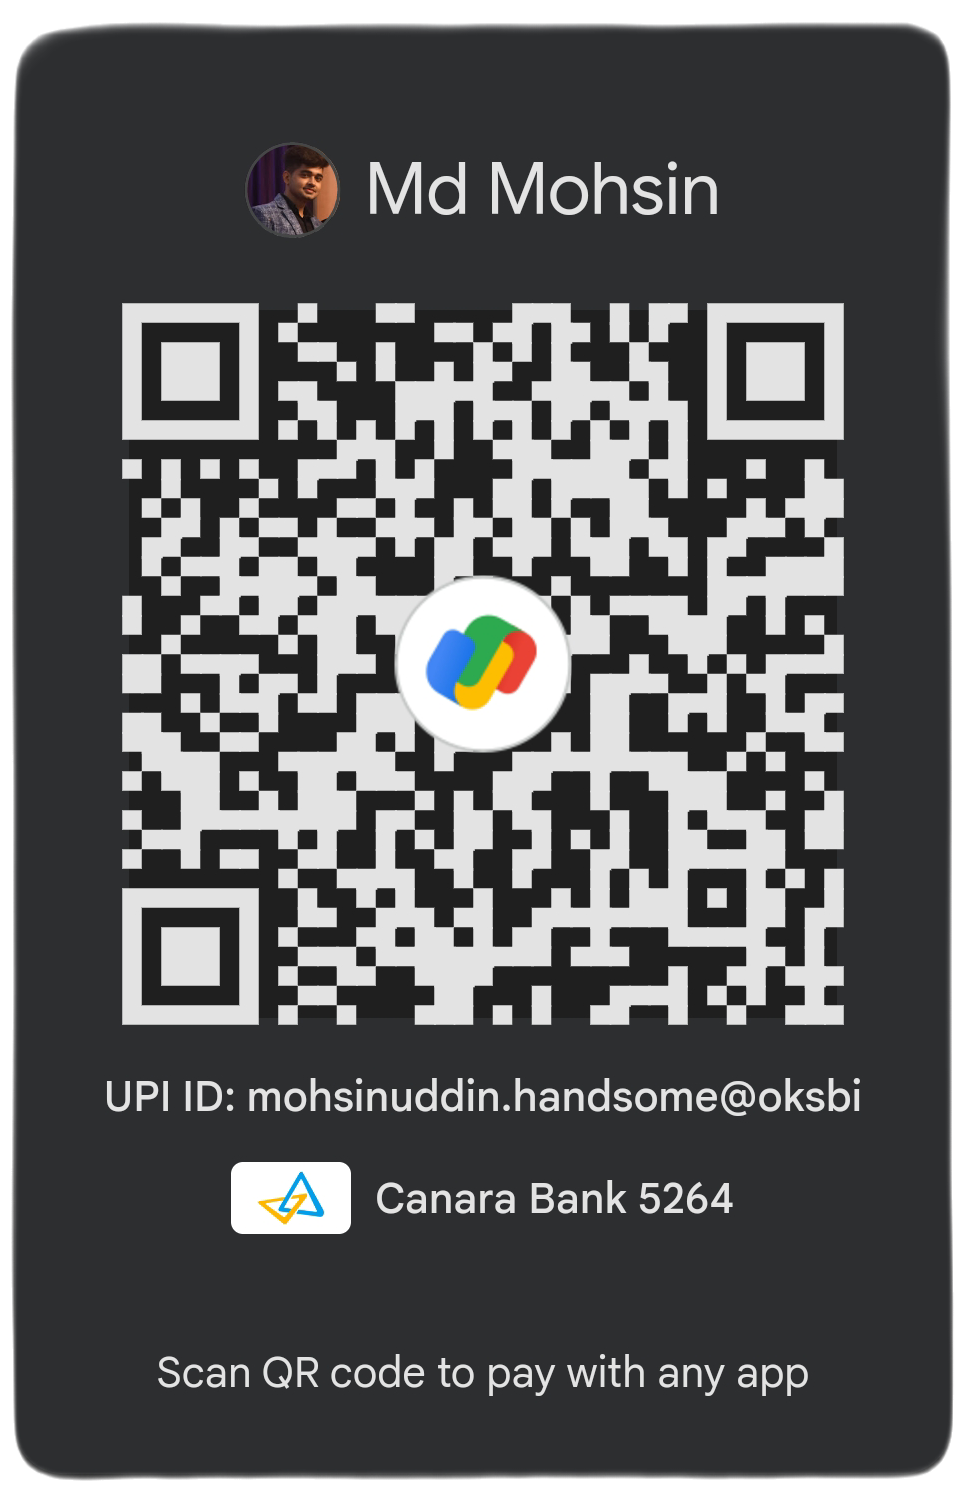 Md Mohsin
UPI ID: mohsinuddin.handsome@oksbi
Canara Bank 5264
Scan QR code to pay with any app